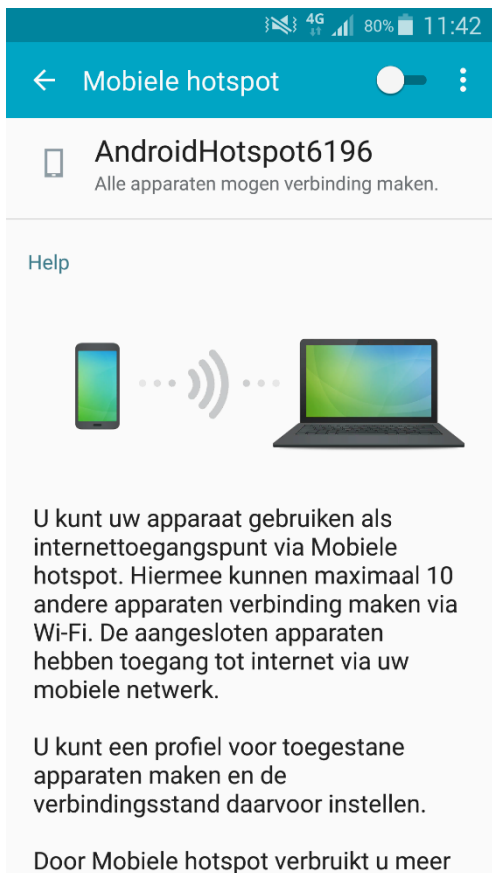 4G 80% 11:42
Mobiele hotspot
AndroidHotspot6196
Alle apparaten mogen verbinding maken.
Help
U kunt uw apparaat gebruiken als
internettoegangspunt via Mobiele
hotspot. Hiermee kunnen maximaal 10
andere apparaten verbinding maken via
Wi-Fi. De aangesloten apparaten
hebben toegang tot internet via uw
mobiele netwerk.
U kunt een profiel voor toegestane
apparaten maken en de
verbindingsstand daarvoor instellen.
Door Mobiele hotspot verbruikt u meer